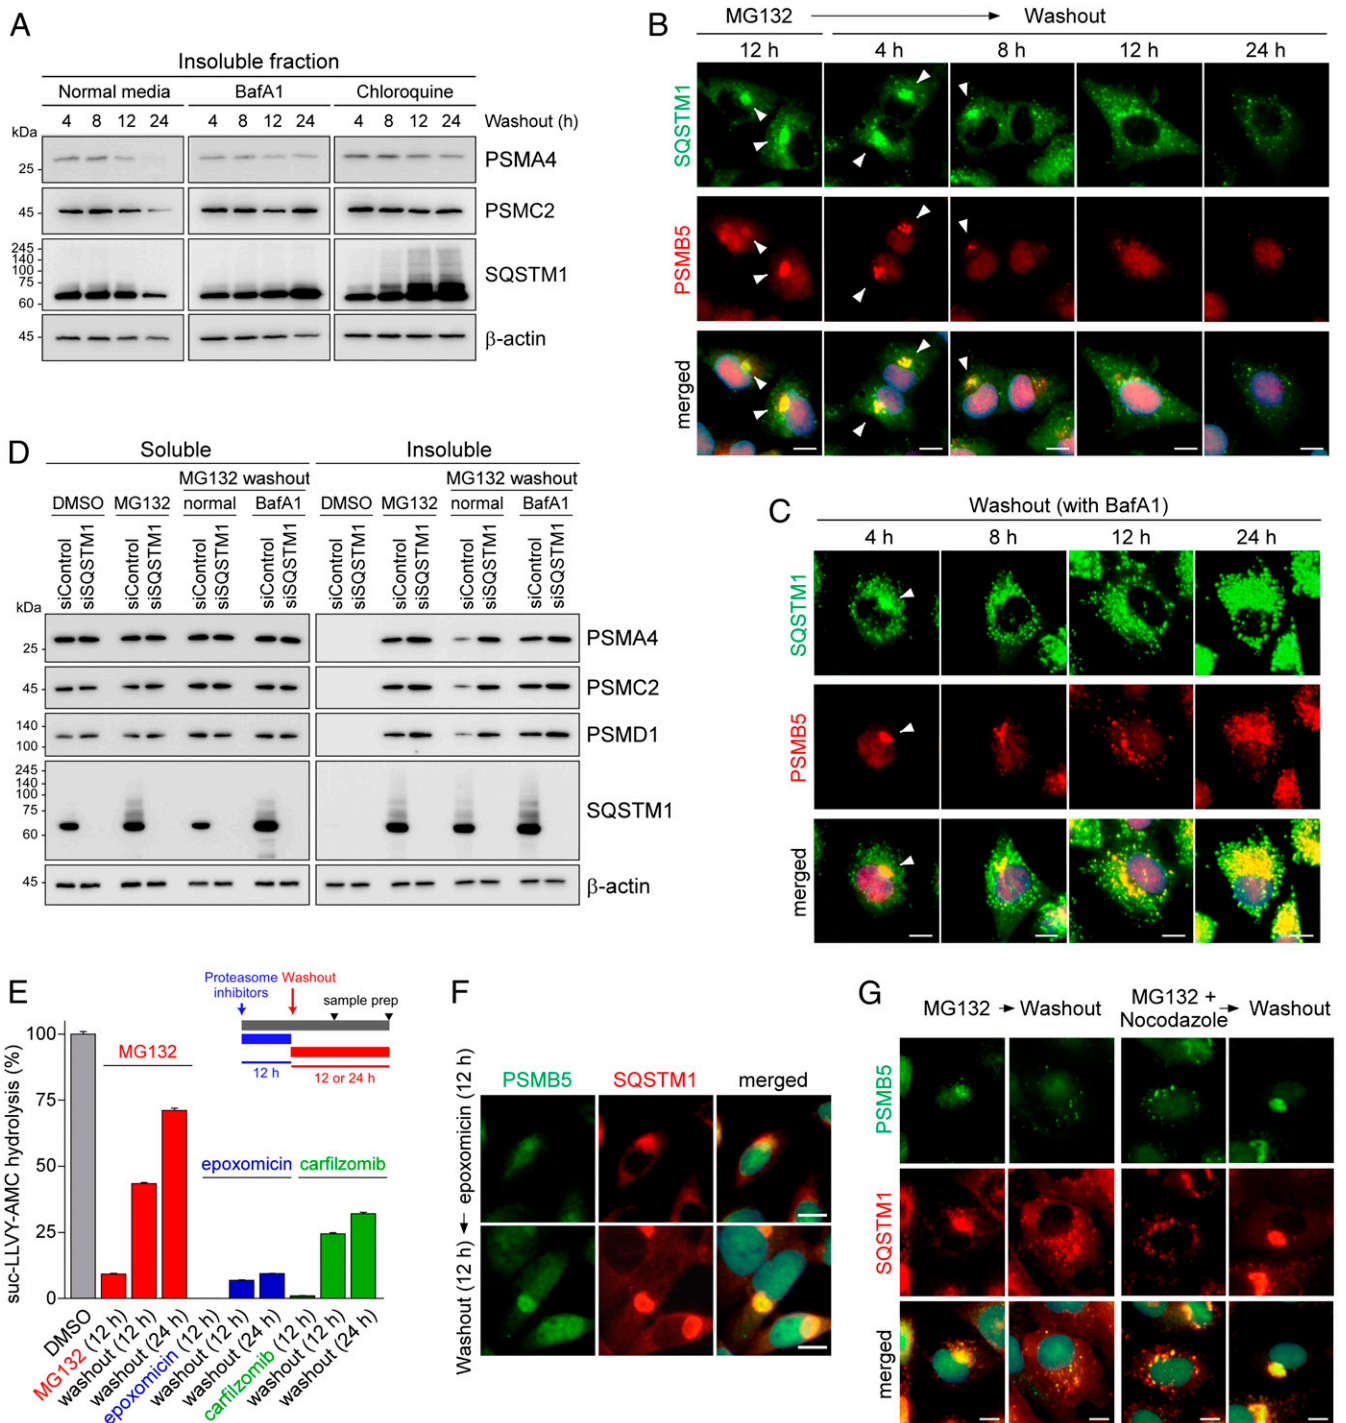 A
Insoluble fraction
Normal media BafA1 Chloroquine
4 8 12 24 4 8 12 24 4 8 12 24 Washout (h)
kDa
25 PSMA4
45 PSMC2
245
140
100
75
60
SQSTM1
45 β-actin
B
MG132 Washout
12 h 4 h 8 h 12 h 24 h
SQSTM1
PSMB5
merged
C
Washout (with BafA1)
4 h 8 h 12 h 24 h
SQSTM1
PSMB5
merged
D
Soluble Insoluble
MG132 washout MG132 washout
DMSO MG132 normal BafA1 DMSO MG132 normal BafA1
siControl siSQSTM1 siControl siSQSTM1 siControl siSQSTM1 siControl siSQSTM1 siControl siSQSTM1 siControl siSQSTM1 siControl siSQSTM1 siControl siSQSTM1
kDa
25 PSMA4
45 PSMC2
140
100
PSMD1
245
140
100
75
60
SQSTM1
45 β-actin
E
Proteasome inhibitors Washout
sample prep
12 h 12 or 24 h
suc-LLVY-AMC hydrolysis (%)
100
75
50
25
0
MG132
epoxomicin
carfilzomib
DMSO
MG132 (12 h)
washout (12 h)
washout (24 h)
epoxomicin (12 h)
washout (12 h)
washout (24 h)
carfilzomib (12 h)
washout (12 h)
washout (24 h)
F
PSMB5 SQSTM1 merged
Washout (12 h) ← epoxomicin (12 h)
G
MG132 → Washout MG132 + Nocodazole → Washout
PSMB5
SQSTM1
merged